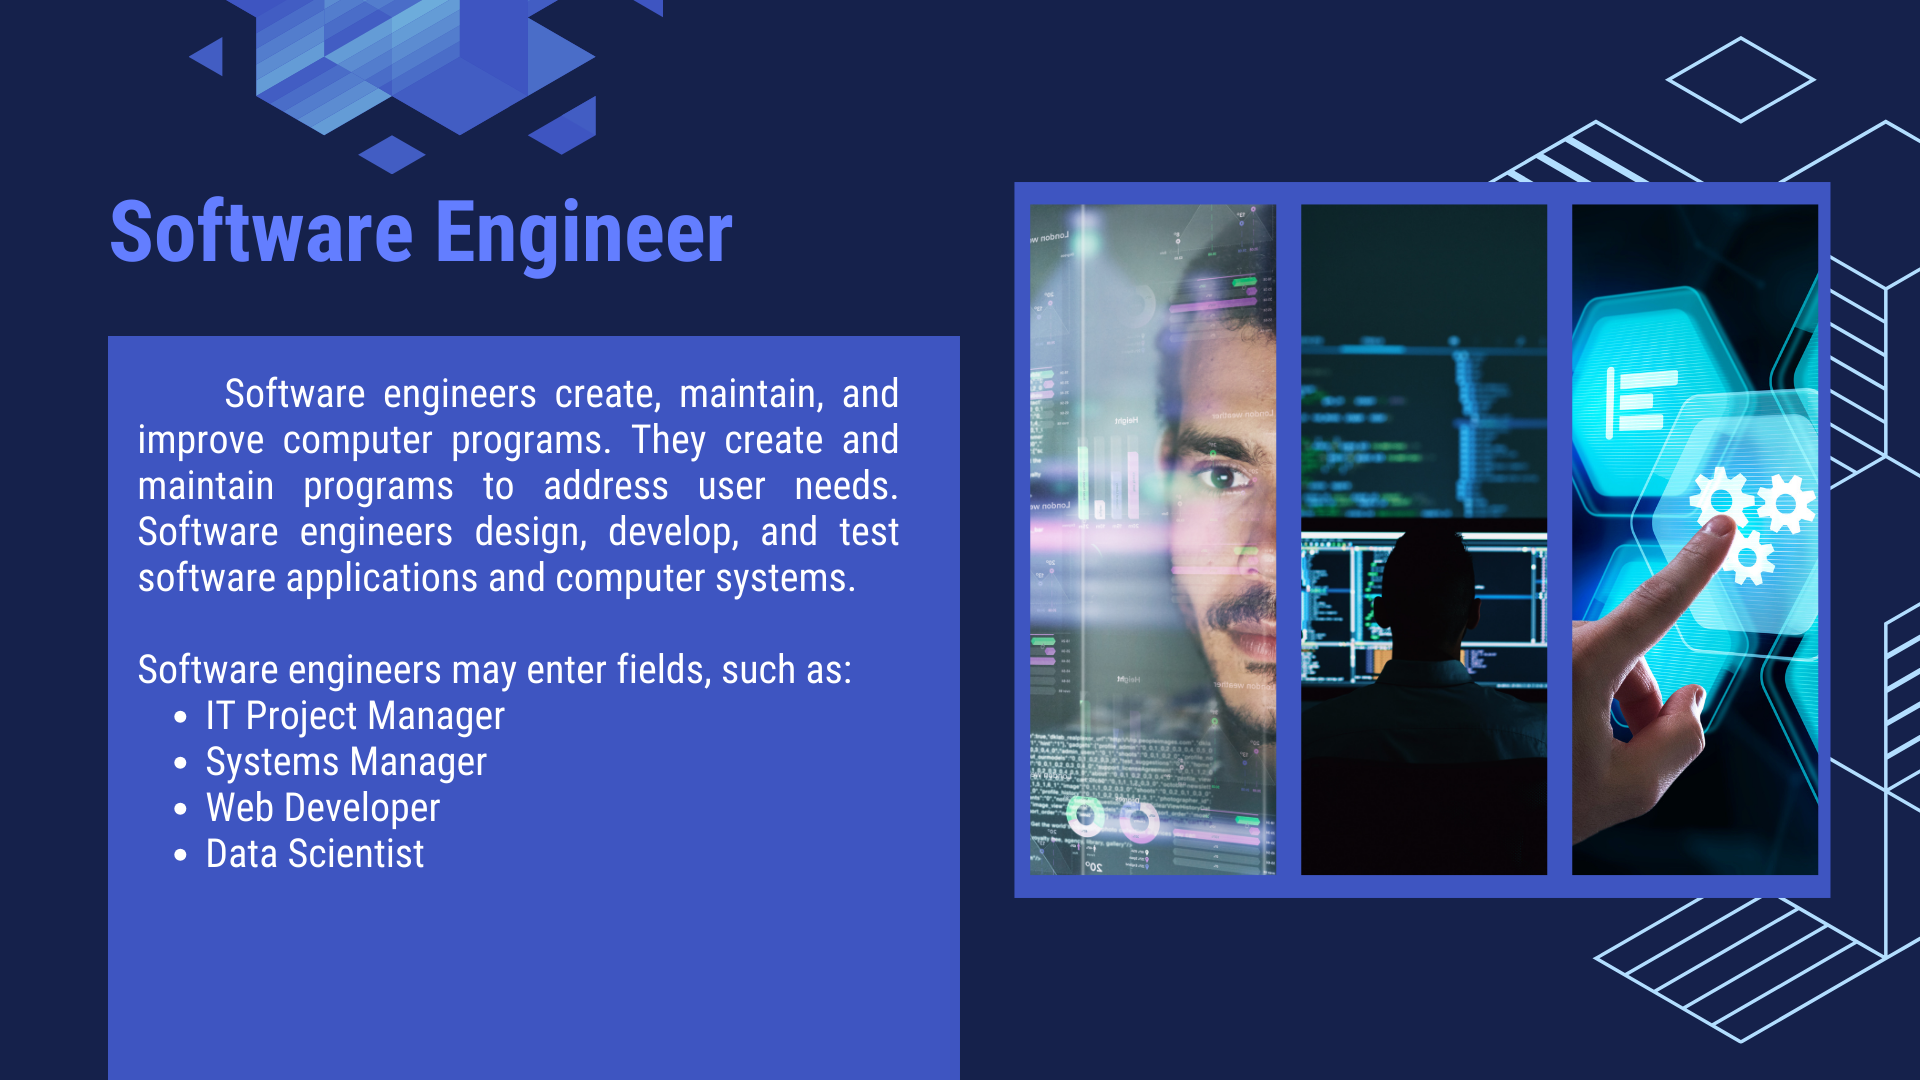 Software Engineer
Software engineers create, maintain, and
improve computer programs. They create and
maintain programs to address user needs.
Software engineers design, develop, and test
software applications and computer systems.
Software engineers may enter fields, such as:
• IT Project Manager
• Systems Manager
• Web Developer
• Data Scientist